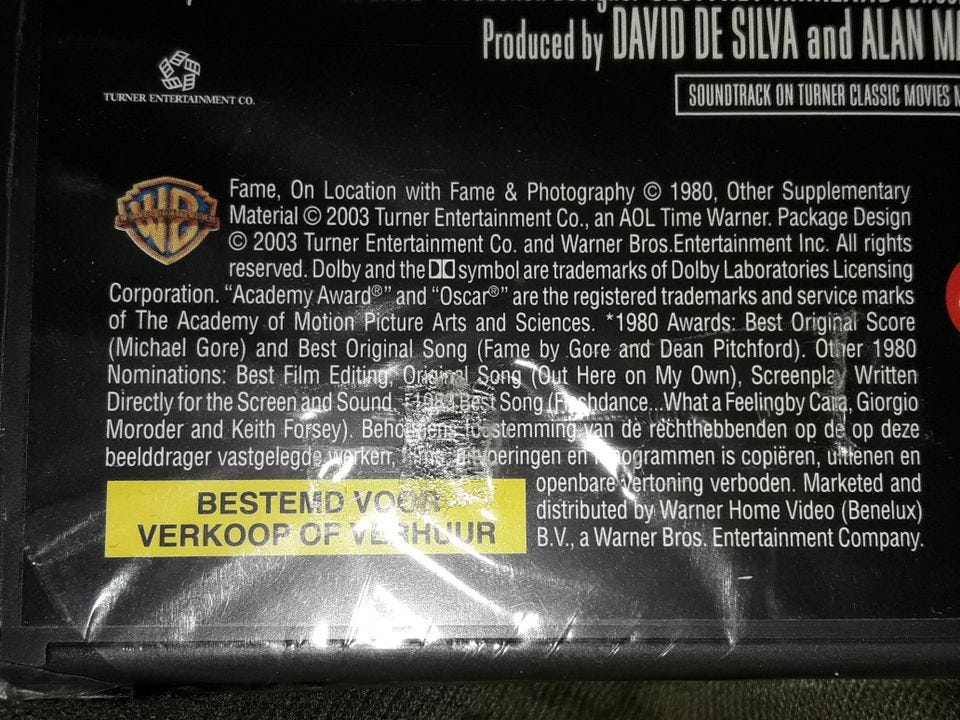 Produced by DAVID DE SILVA and ALAN
SOUNDTRACK ON TURNER CLASSIC MOVIES
TURNER ENTERTAINMENT CO.
Fame, On Location with Fame & Photography © 1980, Other Supplementary
Material © 2003 Turner Entertainment Co., an AOL Time Warner. Package Design
© 2003 Turner Entertainment Co. and Warner Bros.Entertainment Inc. All rights
reserved. Dolby and the symbol are trademarks of Dolby Laboratories Licensing
Corporation. “Academy Award®” and “Oscar®” are the registered trademarks and service marks
of The Academy of Motion Picture Arts and Sciences. *1980 Awards: Best Original Score
(Michael Gore) and Best Original Song (Fame by Gore and Dean Pitchford). Other 1980
Nominations: Best Film Editing, Original Song (Out Here on My Own), Screenplay Written
Directly for the Screen and Sound Best Song (Flashdance...What a Feelingby Cara, Giorgio
Moroder and Keith Forsey). Behoudens toestemming van de rechthebbenden op de op deze
beelddrager vastgelegde werken, uitvoeringen en programmen is copiëren, uitlenen en
openbare vertoning verboden. Marketed and
distributed by Warner Home Video (Benelux)
B.V., a Warner Bros. Entertainment Company.
BESTEMD VOOR
VERKOOP OF VERHUUR